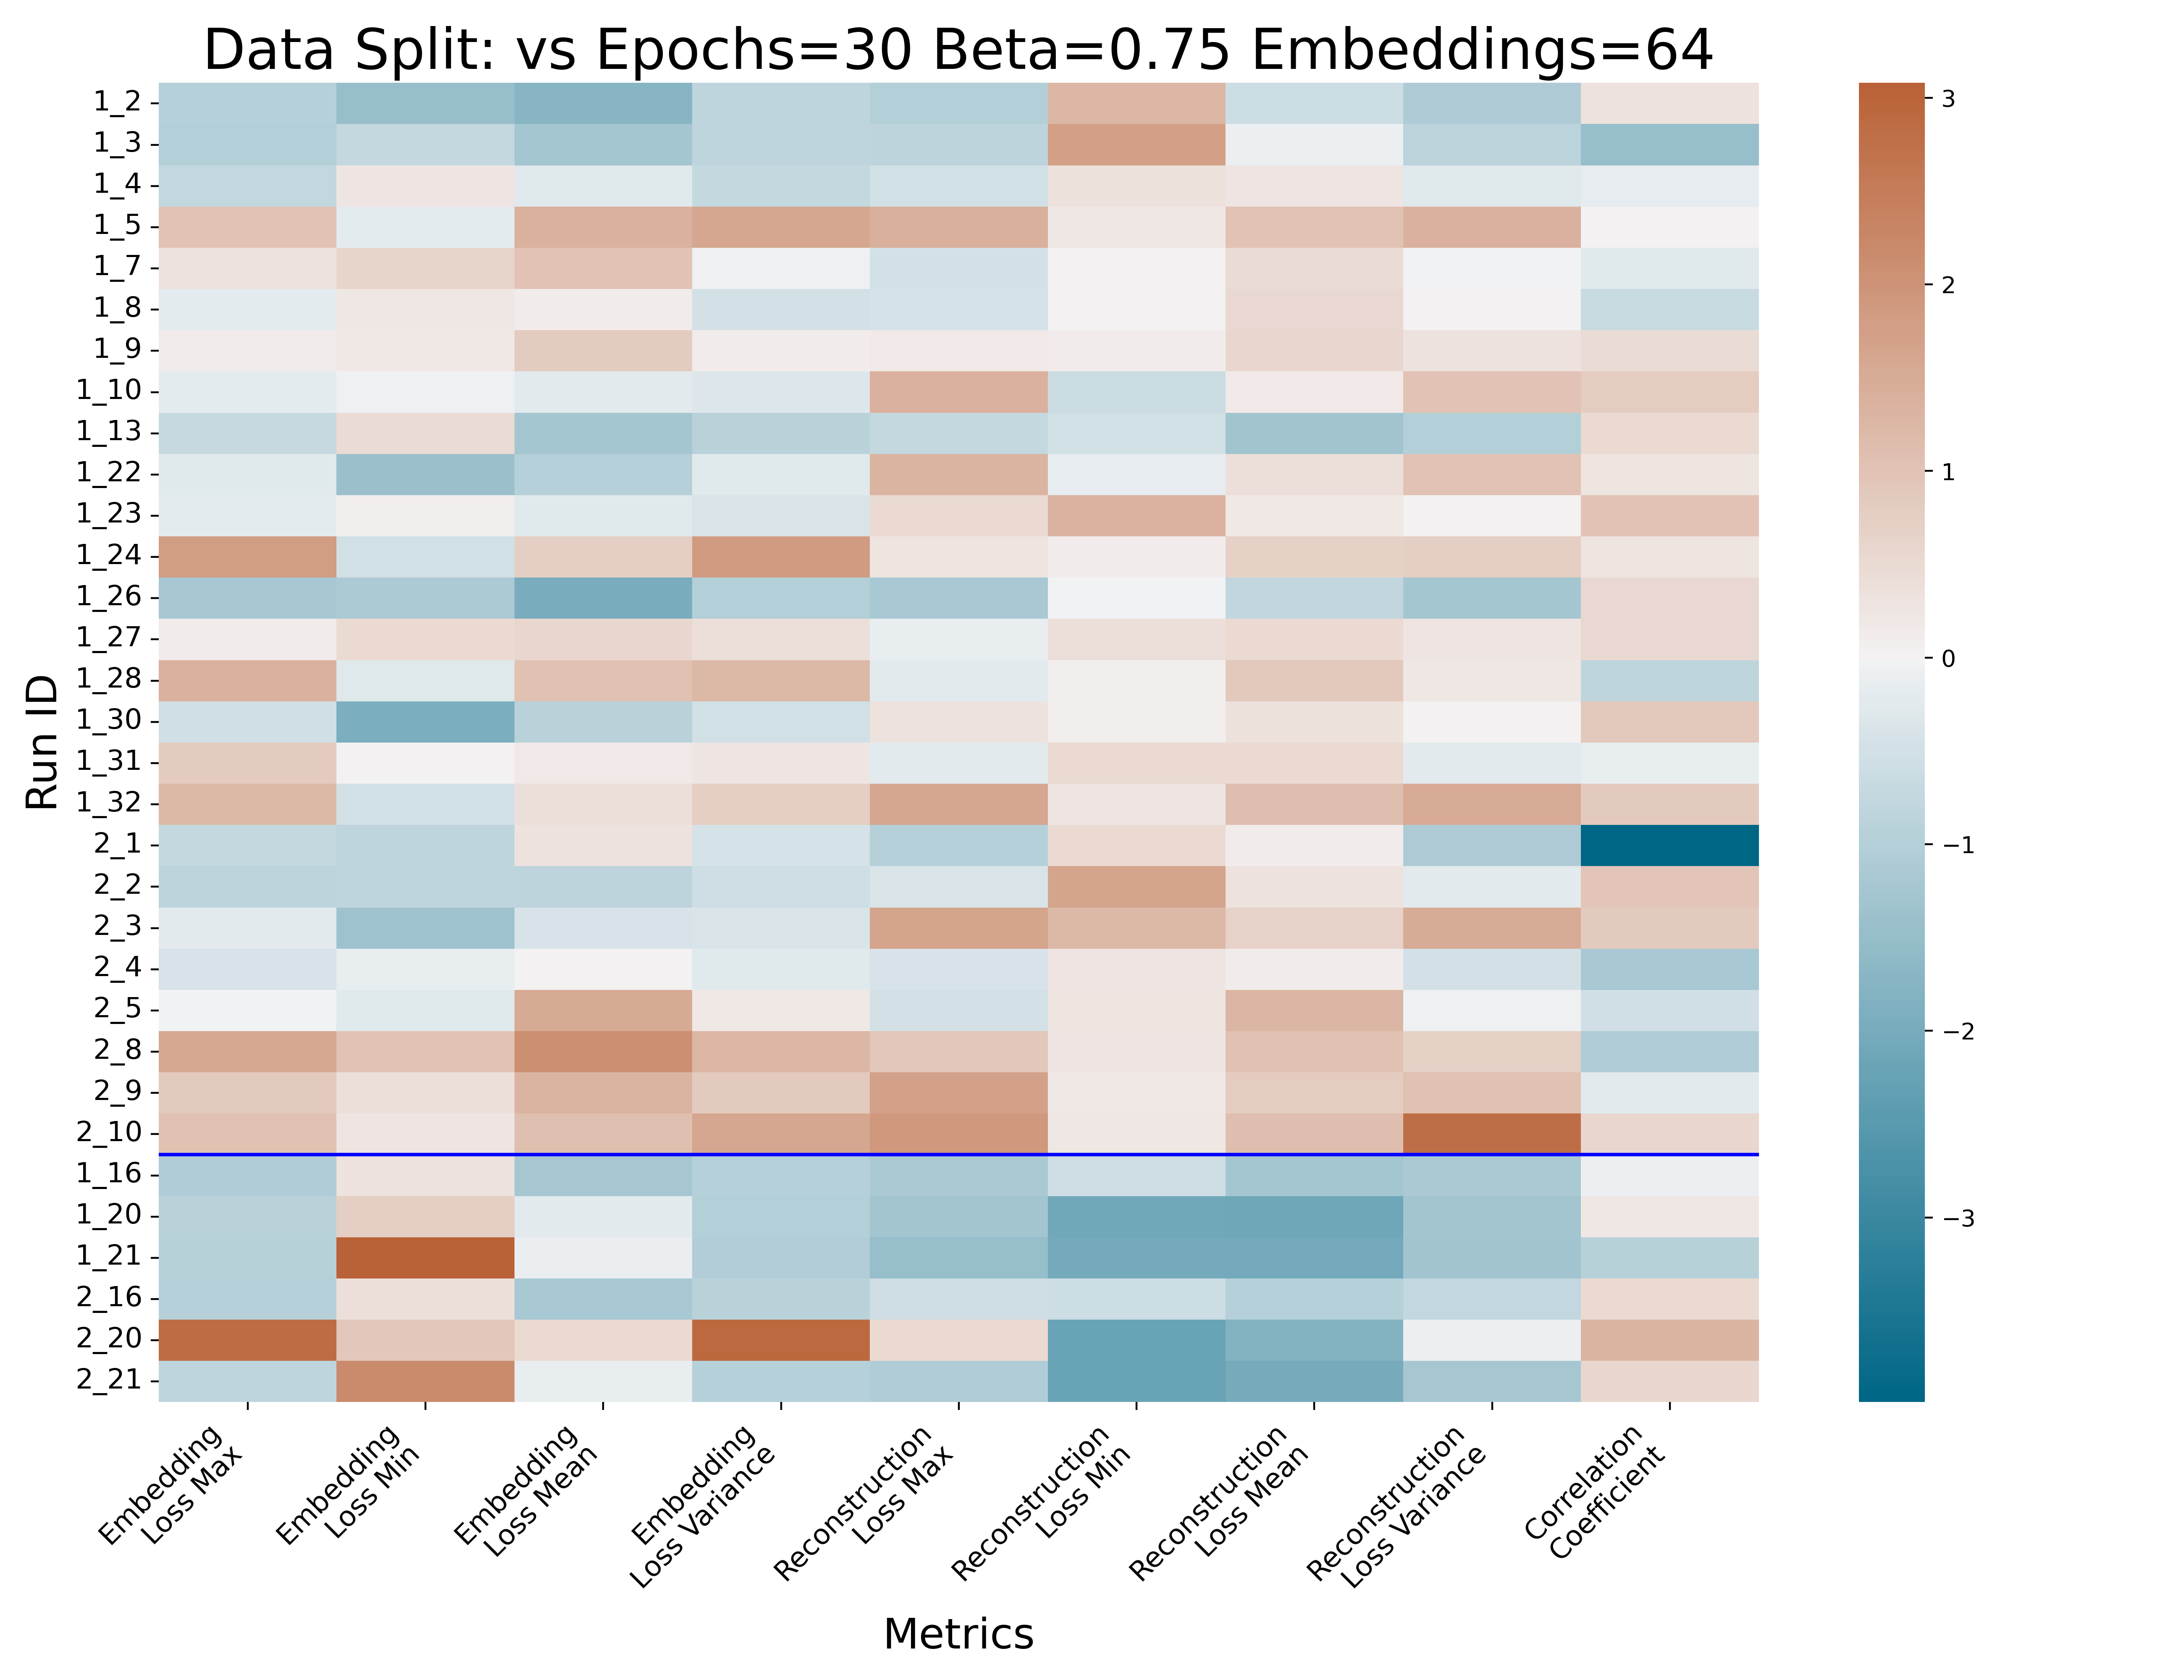 Data Split: vs Epochs=30 Beta=0.75 Embeddings=64
Run ID
1_2
1_3
1_4
1_5
1_7
1_8
1_9
1_10
1_13
1_22
1_23
1_24
1_26
1_27
1_28
1_30
1_31
1_32
2_1
2_2
2_3
2_4
2_5
2_8
2_9
2_10
1_16
1_20
1_21
2_16
2_20
2_21
Embedding
Loss Max
Embedding
Loss Min
Embedding
Loss Mean
Embedding
Loss Variance
Reconstruction
Loss Max
Reconstruction
Loss Min
Reconstruction
Loss Mean
Reconstruction
Loss Variance
Correlation
Coefficient
Metrics
3
2
1
0
−1
−2
−3